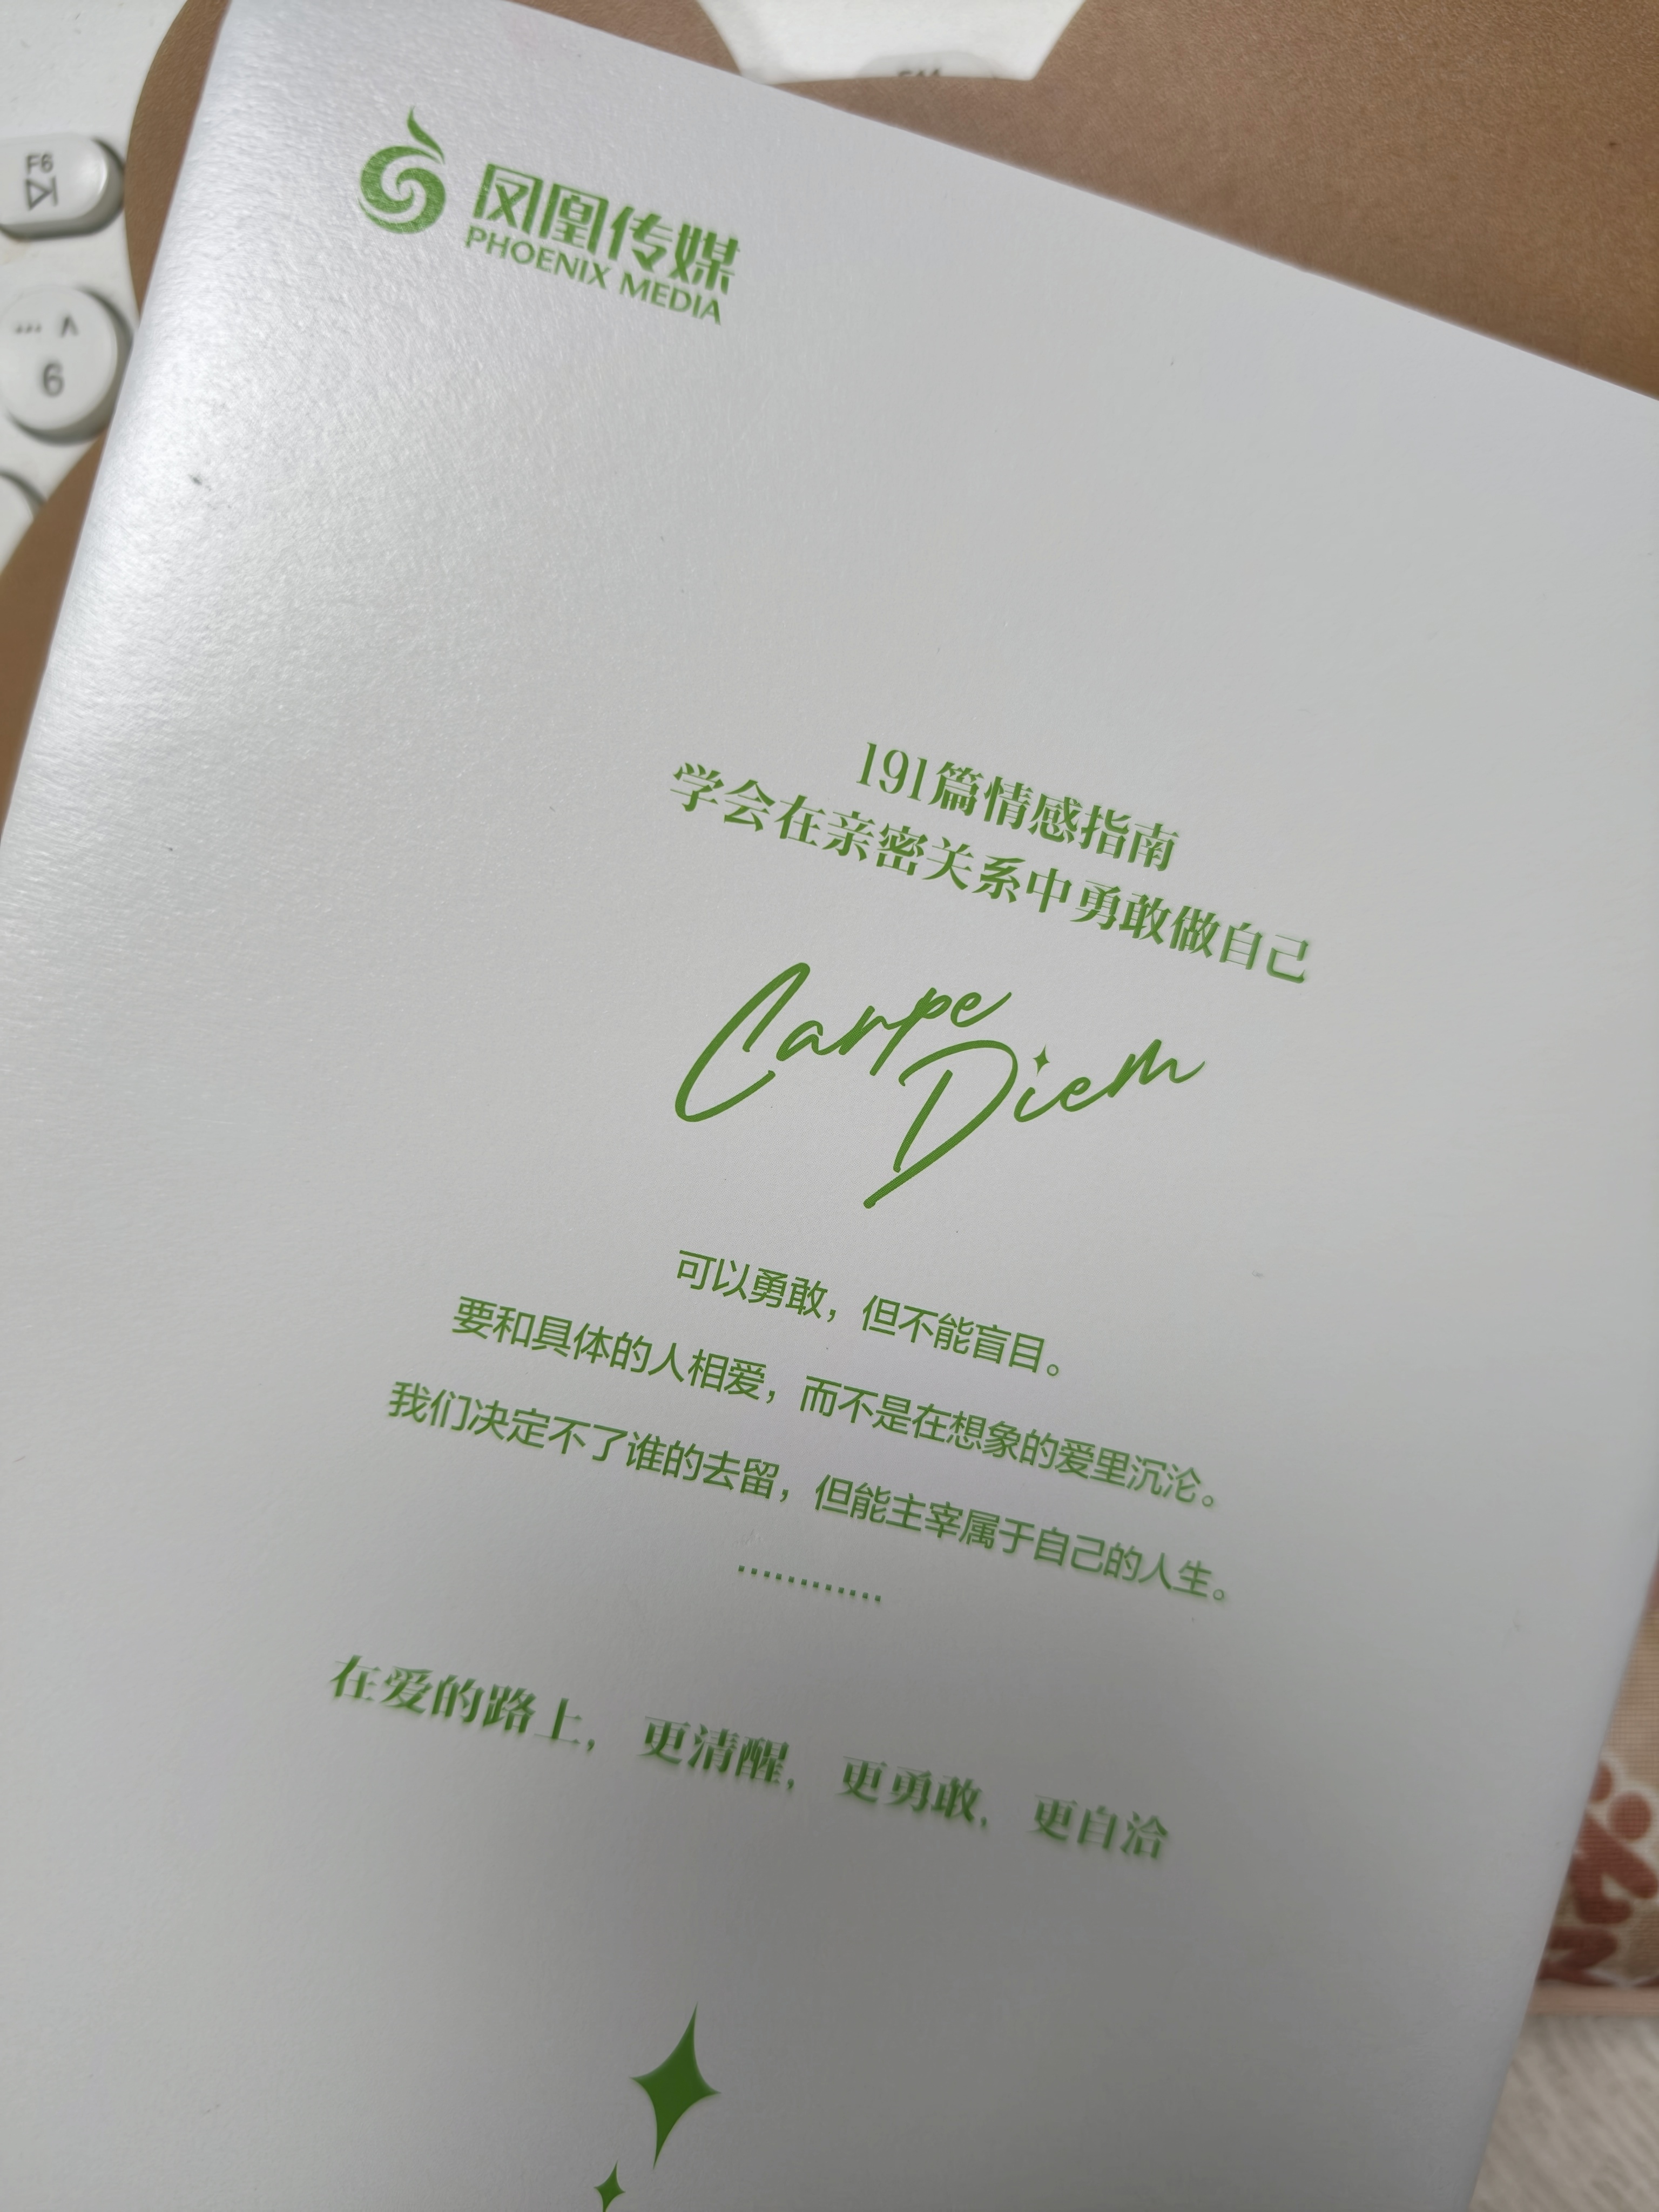 F6
6
凤凰传媒
PHOENIX MEDIA
191篇情感指南
学会在亲密关系中勇敢做自己
Carpe
Diem
可以勇敢，但不能盲目。
要和具体的人相爱，而不是在想象的爱里沉沦。
我们决定不了谁的去留，但能主宰属于自己的人生。
…………
在爱的路上，更清醒，更勇敢，更自洽